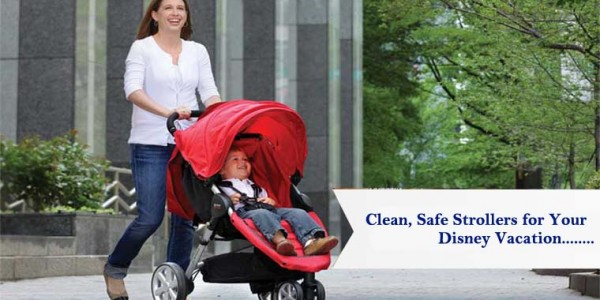 Clean, Safe Strollers for Your
Disney Vacation........